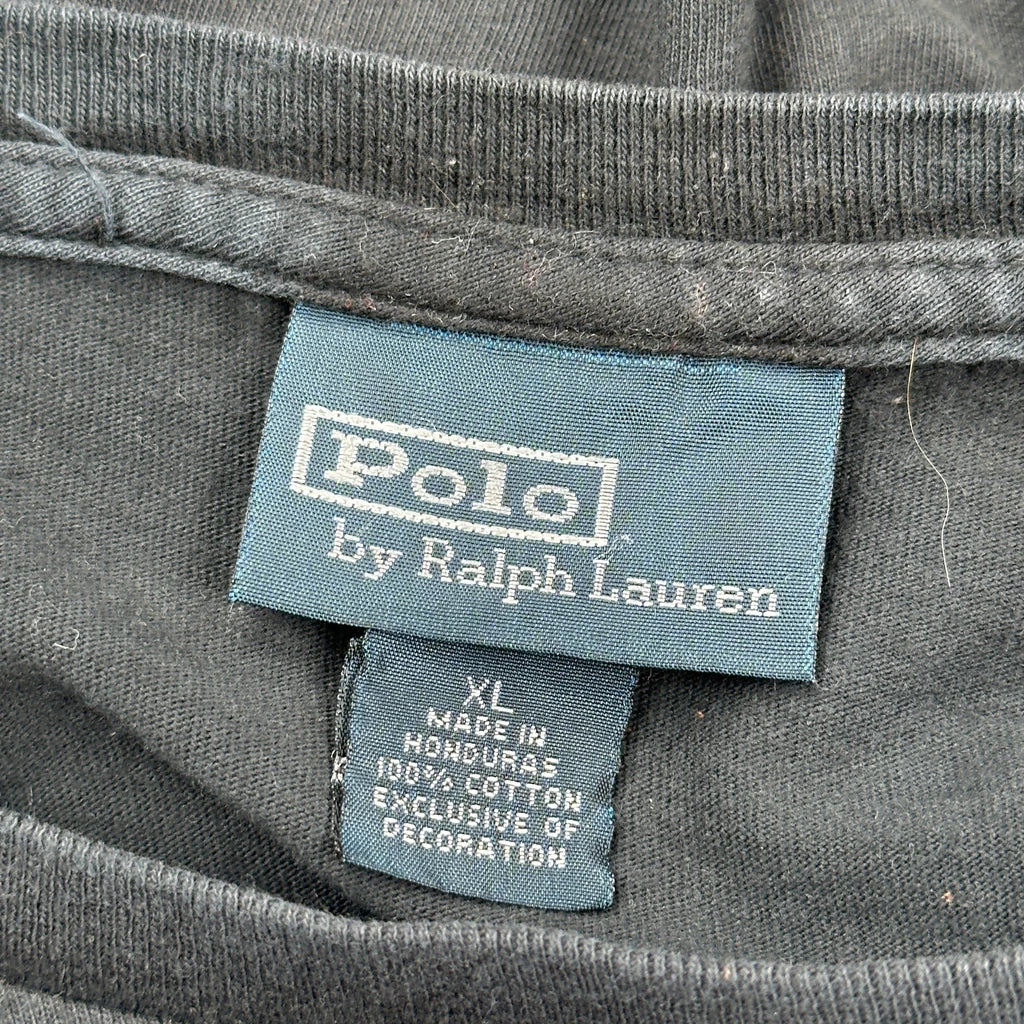 Polo
by Ralph Lauren
XL
MADE IN
HONDURAS
100% COTTON
EXCLUSIVE OF
DECORATION